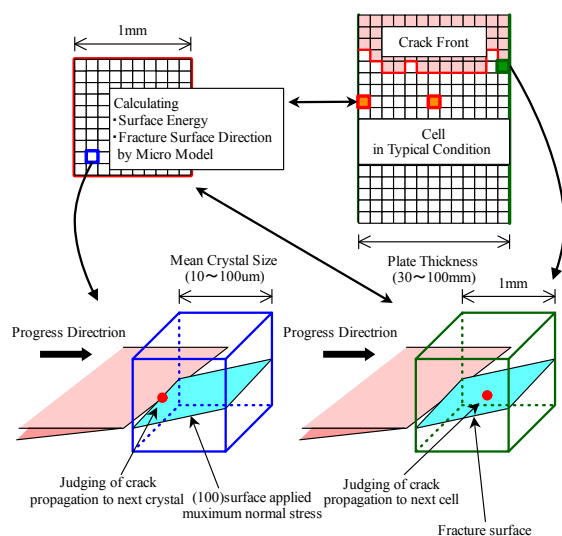 1mm
Calculating
・Surface Energy
・Fracture Surface Direction
by Micro Model
Crack Front
Cell
in Typical Condition
Mean Crystal Size
(10～100um)
Plate Thickness
(30～100mm)
1mm
Progress Directrion
Progress Directrion
Judging of crack
propagation to next crystal
(100)surface applied
muximum normal stress
Judging of crack
propagation to next cell
Fracture surface